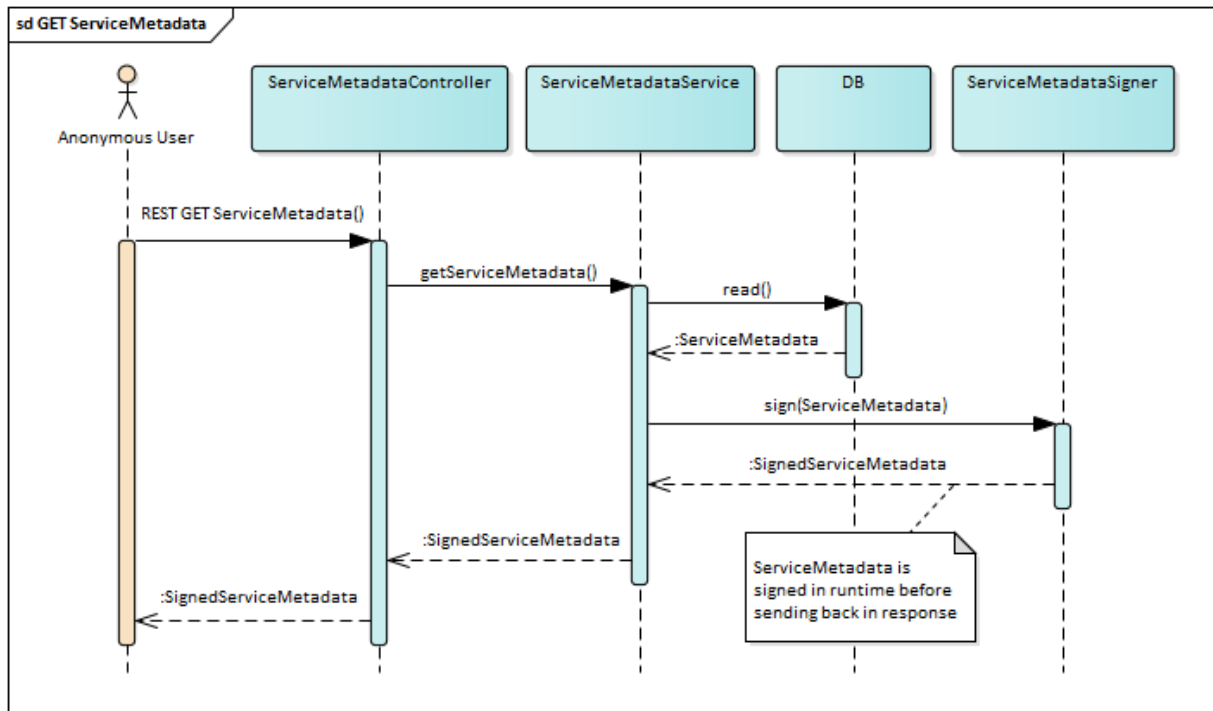 sd GET ServiceMetadata
ServiceMetadataController
ServiceMetadataService
DB
ServiceMetadataSigner
Anonymous User
REST GET ServiceMetadata()
getServiceMetadata()
read()
:ServiceMetadata
sign(ServiceMetadata)
:SignedServiceMetadata
:SignedServiceMetadata
:SignedServiceMetadata
ServiceMetadata is
signed in runtime before
sending back in response